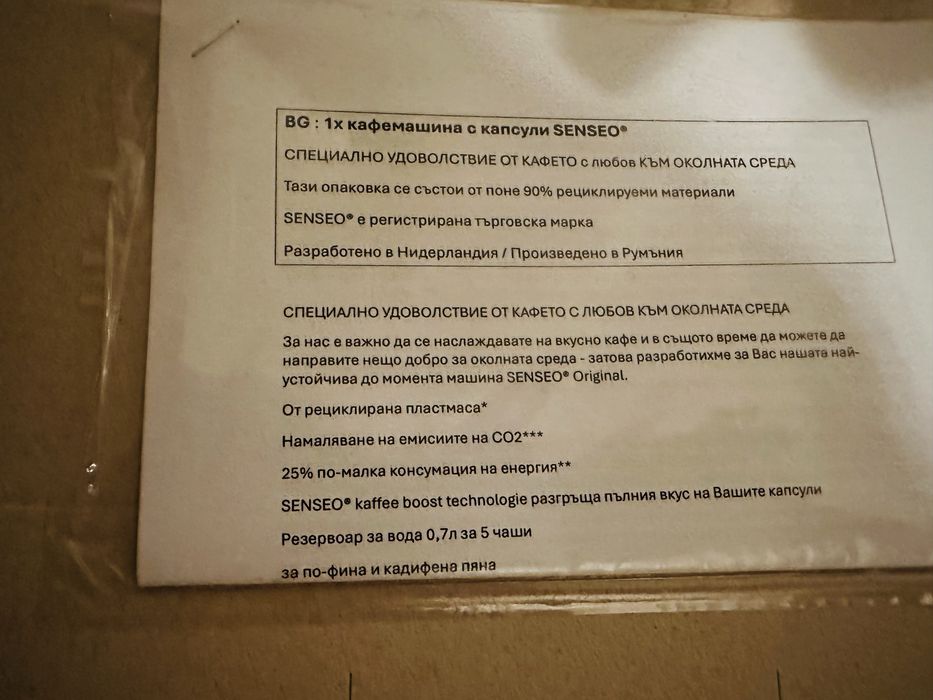 BG : 1x кафемашина с капсули SENSEO®
СПЕЦИАЛНО УДОВОЛСТВИЕ ОТ КАФЕТО с любов КЪМ ОКОЛНАТА СРЕДА
Тази опаковка се състои от поне 90% рециклируеми материали
SENSEO® е регистрирана търговска марка
Разработено в Нидерландия / Произведено в Румъния
СПЕЦИАЛНО УДОВОЛСТВИЕ ОТ КАФЕТО С ЛЮБОВ КЪМ ОКОЛНАТА СРЕДА
За нас е важно да се наслаждавате на вкусно кафе и в същото време да можете да
направите нещо добро за околната среда - затова разработихме за Вас нашата най-
устойчива до момента машина SENSEO® Original.
От рециклирана пластмаса*
Намаляване на емисиите на CO2***
25% по-малка консумация на енергия**
SENSEO® kaffee boost technologie разгръща пълния вкус на Вашите капсули
Резервоар за вода 0,7л за 5 чаши
за по-фина и кадифена пяна